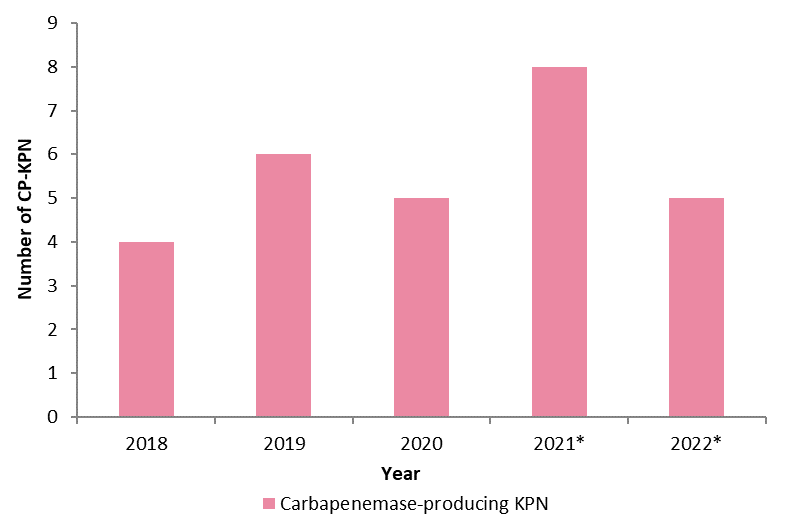 9
8
7
6
5
4
3
2
1
0
Number of CP-KPN
2018 2019 2020 2021* 2022*
Year
Carbapenemase-producing KPN